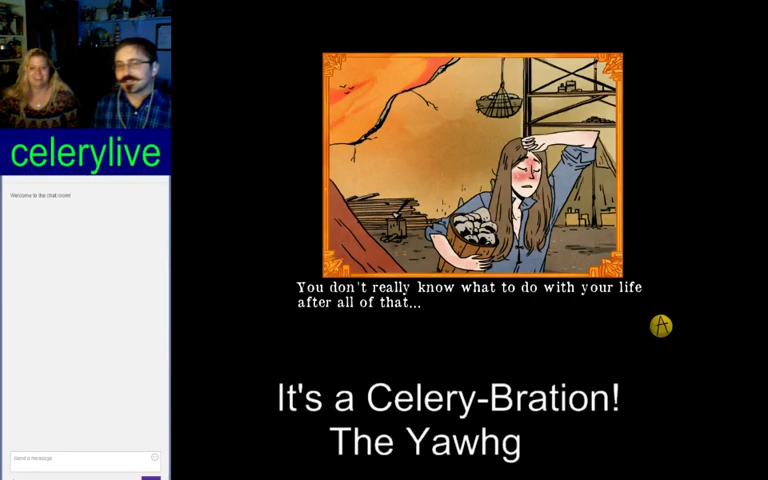 celerylive
Welcome to the chat room!
You don't really know what to do with your life
after all of that...
A
It's a Celery-Bration!
The Yawhg
Send a message